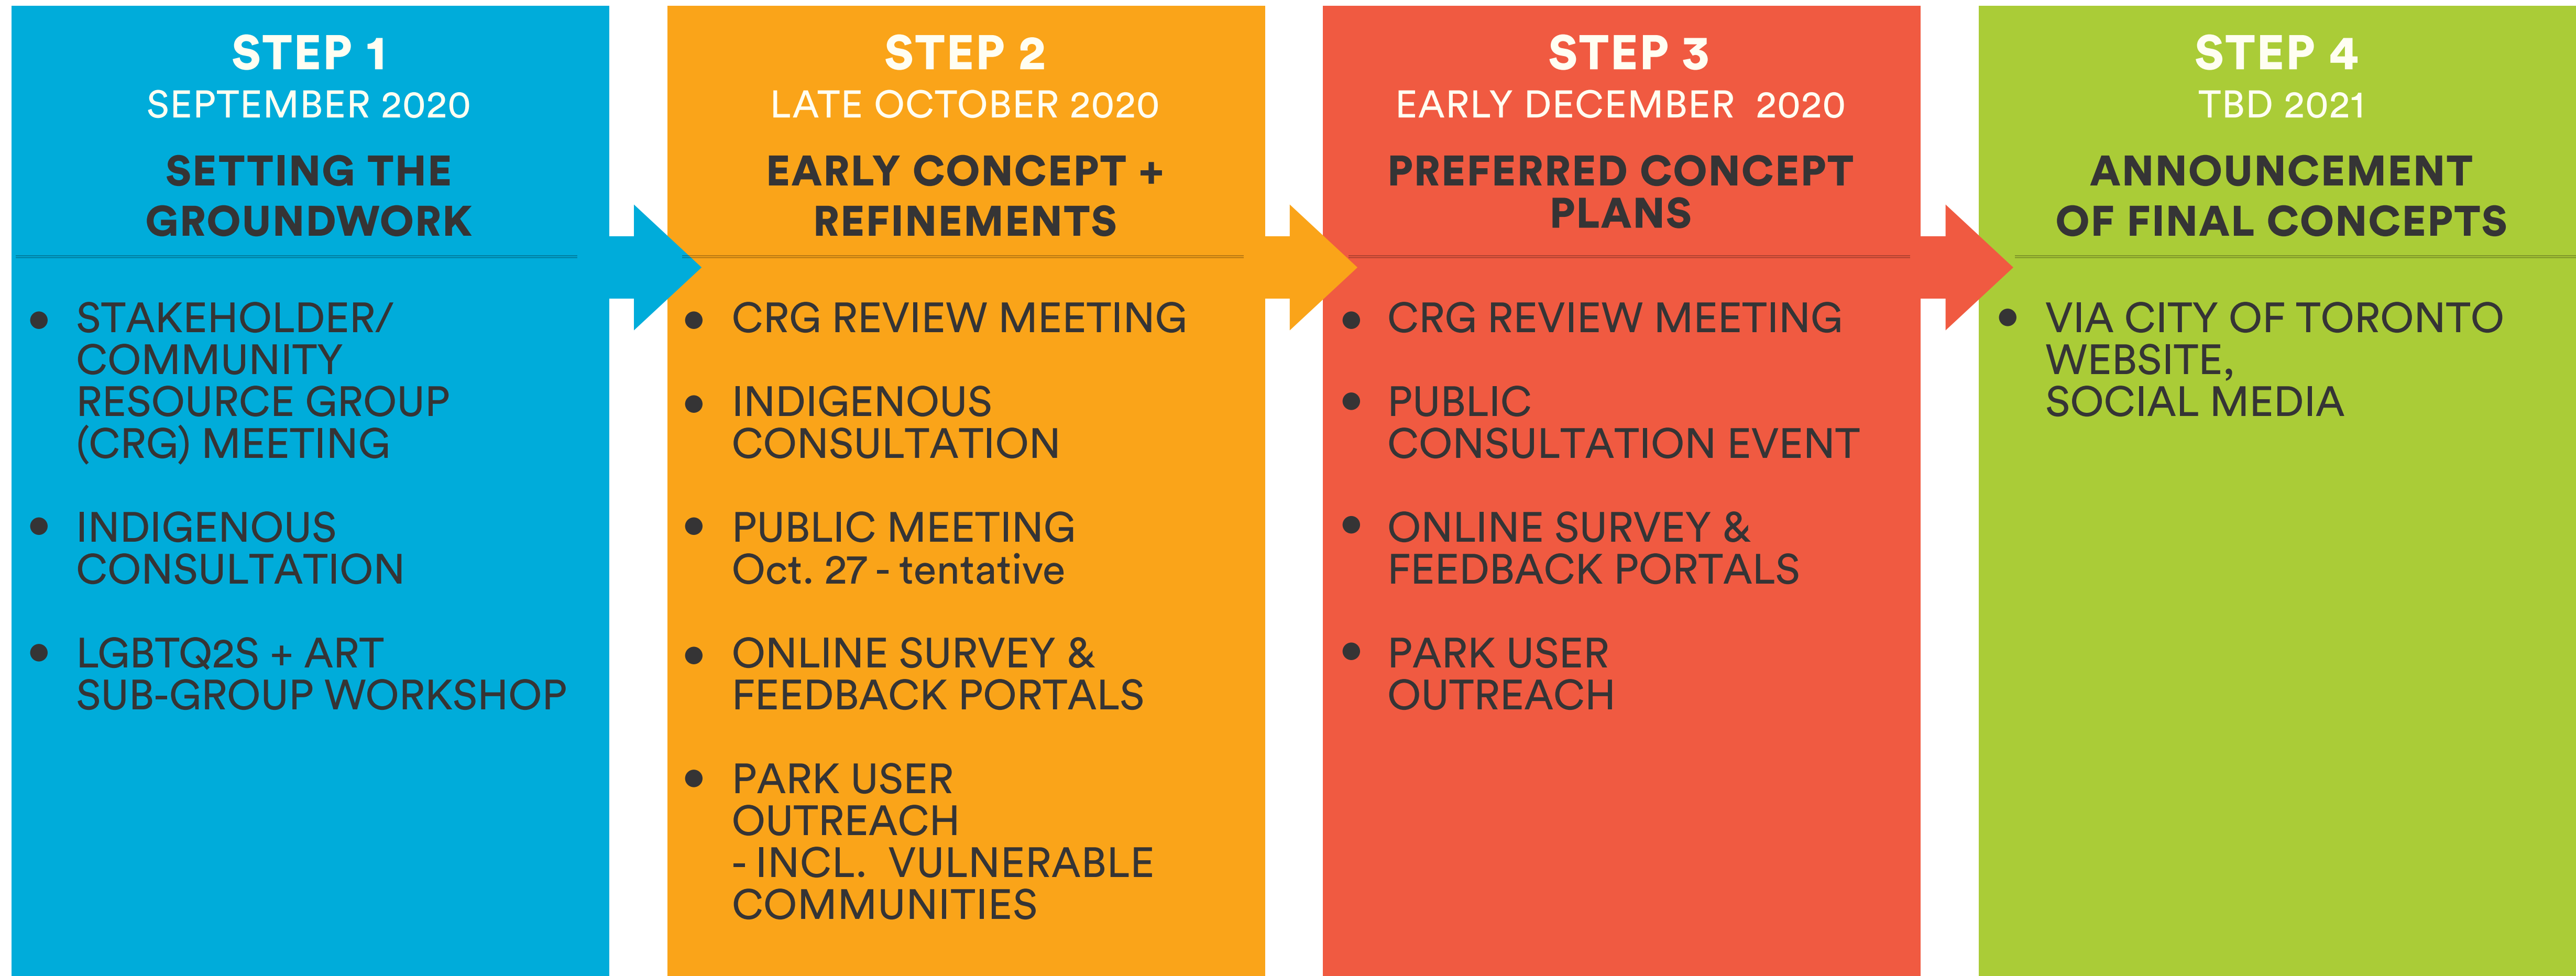 STEP 1
SEPTEMBER 2020
SETTING THE
GROUNDWORK
• STAKEHOLDER/
COMMUNITY
RESOURCE GROUP
(CRG) MEETING
• INDIGENOUS
CONSULTATION
• LGBTQ2S + ART
SUB-GROUP WORKSHOP
STEP 2
LATE OCTOBER 2020
EARLY CONCEPT +
REFINEMENTS
• CRG REVIEW MEETING
• INDIGENOUS
CONSULTATION
• PUBLIC MEETING
Oct. 27 - tentative
• ONLINE SURVEY &
FEEDBACK PORTALS
• PARK USER
OUTREACH
- INCL. VULNERABLE
COMMUNITIES
STEP 3
EARLY DECEMBER 2020
PREFERRED CONCEPT
PLANS
• CRG REVIEW MEETING
• PUBLIC
CONSULTATION EVENT
• ONLINE SURVEY &
FEEDBACK PORTALS
• PARK USER
OUTREACH
STEP 4
TBD 2021
ANNOUNCEMENT
OF FINAL CONCEPTS
• VIA CITY OF TORONTO
WEBSITE,
SOCIAL MEDIA